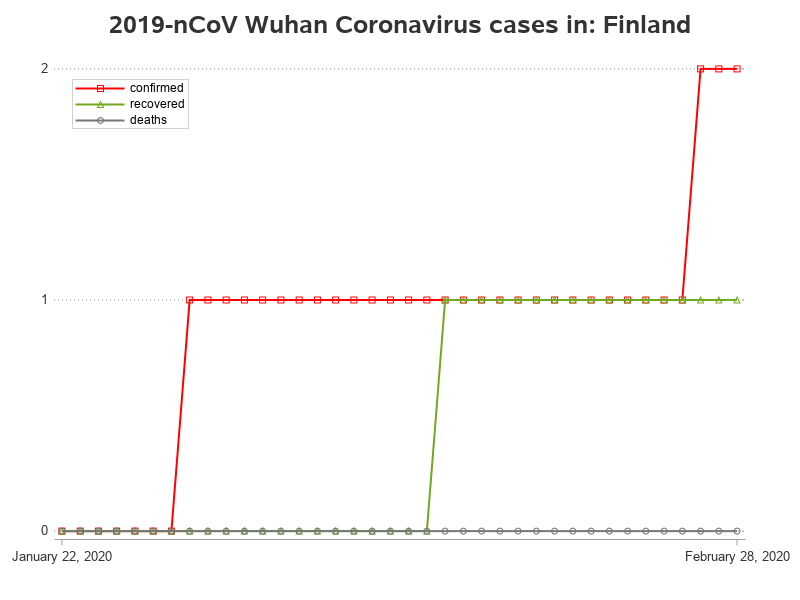 2019-nCoV Wuhan Coronavirus cases in: Finland
2
confirmed
recovered
deaths
1
0
January 22, 2020
February 28, 2020